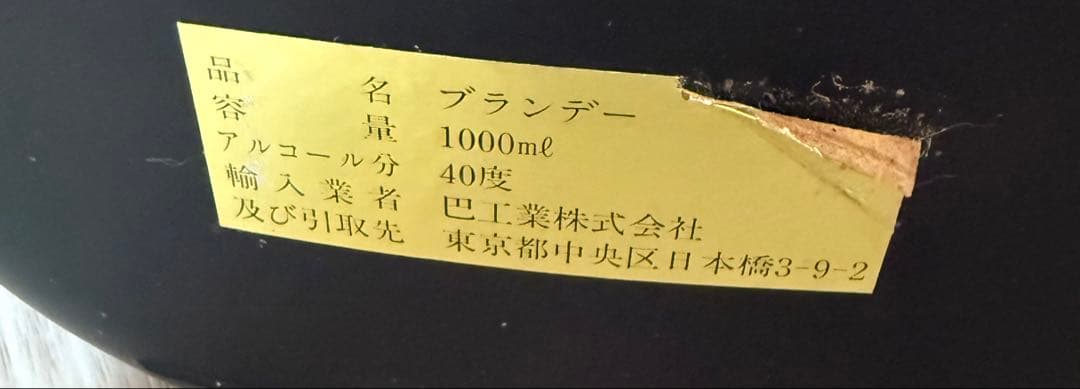 品名 ブランデー
容量 1000mℓ
アルコール分 40度
輸入業者 巴工業株式会社
及び引取先 東京都中央区日本橋3-9-2